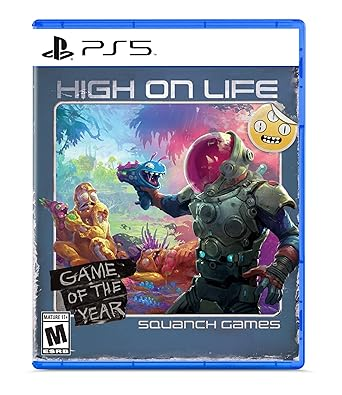 PS5
HIGH ON LIFE
GAME
OF THE
YEAR
MATURE 17+
M
ESRB
SQUANCH GAMES